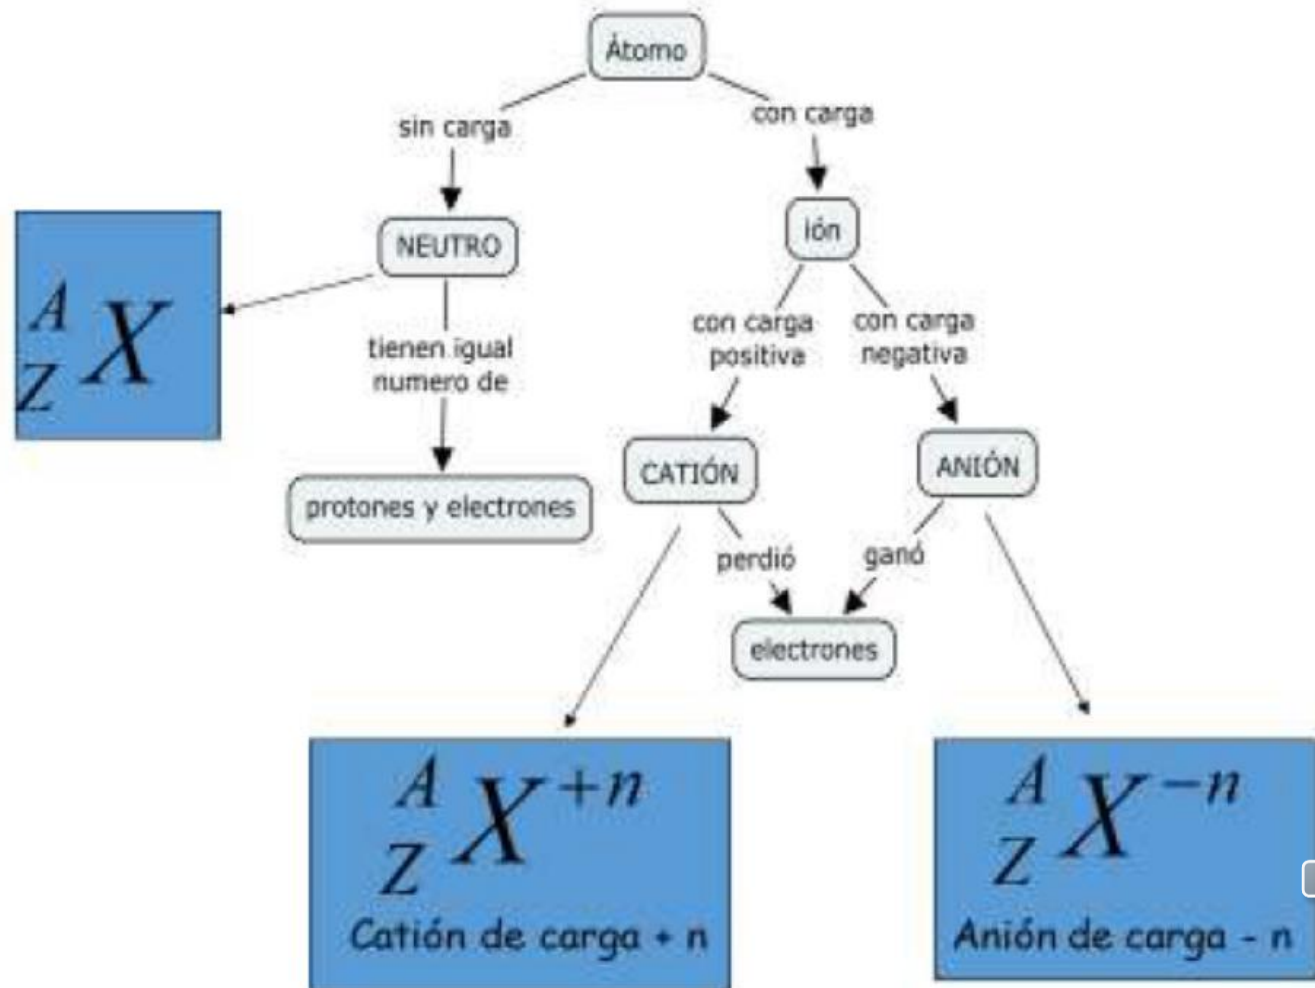 Átomo
sin carga
con carga
NEUTRO
ión
A
Z X
tienen igual
numero de
con carga
positiva
con carga
negativa
protones y electrones
CATIÓN
ANIÓN
perdió
ganó
electrones
A
Z X +n
Catión de carga + n
A
Z X -n
Anión de carga - n